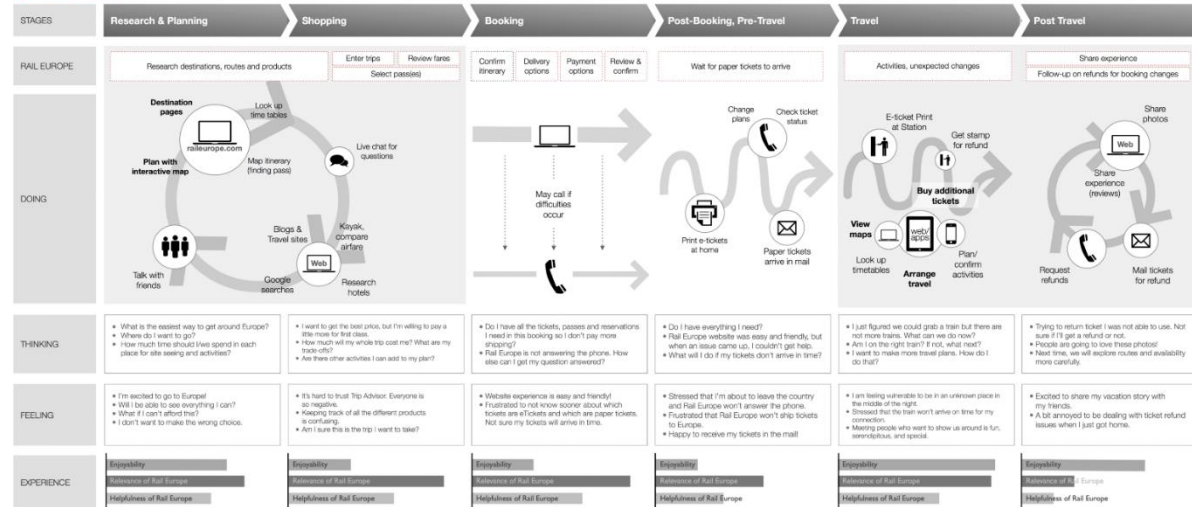 STAGES
Research & Planning
Shopping
Booking
Post-Booking, Pre-Travel
Travel
Post Travel
RAIL EUROPE
Research destinations, routes and products
Enter trips
Review fares
Select pass(es)
Confirm
itinerary
Delivery
options
Payment
options
Review &
confirm
Wait for paper tickets to arrive
Activities, unexpected changes
Share experience
Follow-up on refunds for booking changes
DOING
Destination
pages
Look up
time tables
raileurope.com
Plan with
interactive map
Map itinerary
(finding pass)
Live chat for
questions
Talk with
friends
Blogs &
Travel sites
Kayak,
compare
airfare
Web
Google
searches
Research
hotels
May call if
difficulties
occur
Change
plans
Check ticket
status
Print e-tickets
at home
Paper tickets
arrive in mail
E-ticket Print
at Station
Get stamp
for refund
Buy additional
tickets
View
maps
web/
apps
Look up
timetables
Plan/
confirm
activities
Arrange
travel
Share
photos
Web
Share
experience
(reviews)
Request
refunds
Mail tickets
for refund
THINKING
• What is the easiest way to get around Europe?
• Where do I want to go?
• How much time should I/we spend in each
place for site seeing and activities?
• I want to get the best price, but I'm willing to pay a
little more for first class.
• How much will my whole trip cost me? What are my
trade-offs?
• Are there other activities I can add to my plan?
• Do I have all the tickets, passes and reservations
I need in this booking so I don't pay more
shipping?
• Rail Europe is not answering the phone. How
else can I get my question answered?
• Do I have everything I need?
• Rail Europe website was easy and friendly, but
when an issue came up, I couldn't get help.
• What will I do if my tickets don't arrive in time?
• I just figured we could grab a train but there are
not more trains. What can we do now?
• Am I on the right train? If not, what next?
• I want to make more travel plans. How do I
do that?
• Trying to return ticket I was not able to use. Not
sure if I'll get a refund or not.
• People are going to love these photos!
• Next time, we will explore routes and availability
more carefully.
FEELING
• I'm excited to go to Europe!
• Will I be able to see everything I can?
• What if I can't afford this?
• I don't want to make the wrong choice.
• It's hard to trust Trip Advisor. Everyone is
so negative.
• Keeping track of all the different products
is confusing.
• Am I sure this is the trip I want to take?
• Website experience is easy and friendly!
• Frustrated to not know sooner about which
tickets are eTickets and which are paper tickets.
Not sure my tickets will arrive in time.
• Stressed that I'm about to leave the country
and Rail Europe won't answer the phone.
• Frustrated that Rail Europe won't ship tickets
to Europe.
• Happy to receive my tickets in the mail!
• I am feeling vulnerable to be in an unknown place in
the middle of the night.
• Stressed that the train won't arrive on time for my
connection.
• Meeting people who want to show us around is fun,
serendipitous, and special.
• Excited to share my vacation story with
my friends.
• A bit annoyed to be dealing with ticket refund
issues when I just got home.
EXPERIENCE
Enjoyability
Relevance of Rail Europe
Helpfulness of Rail Europe
Enjoyability
Relevance of Rail Europe
Helpfulness of Rail Europe
Enjoyability
Relevance of Rail Europe
Helpfulness of Rail Europe
Enjoyability
Relevance of Rail Europe
Helpfulness of Rail Europe
Enjoyability
Relevance of Rail Europe
Helpfulness of Rail Europe
Enjoyability
Relevance of Rail Europe
Helpfulness of Rail Europe